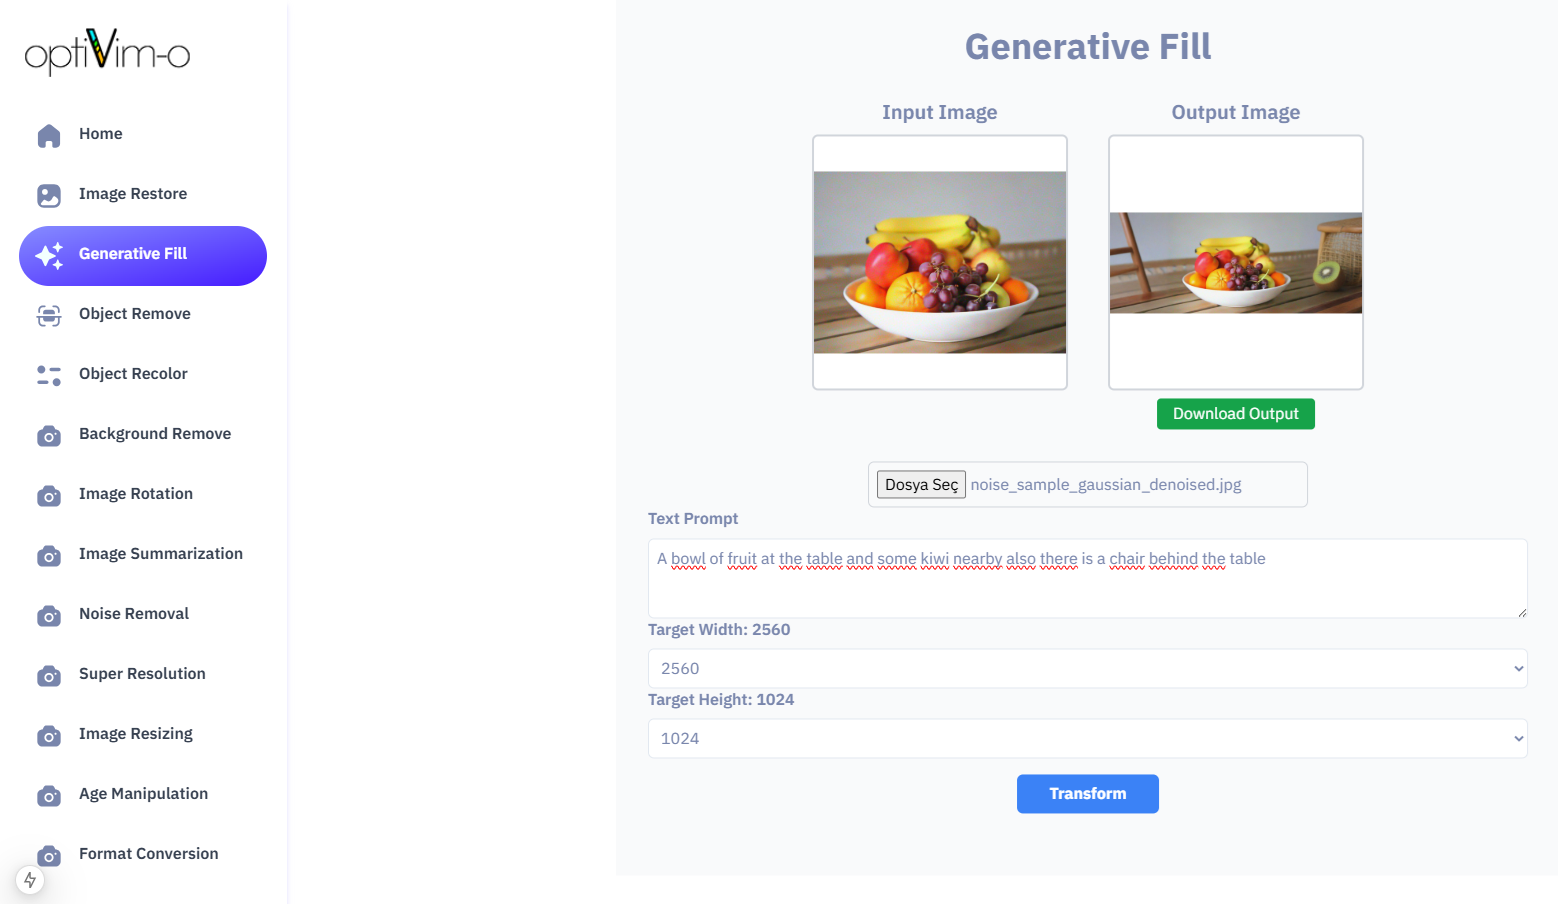 optiVim-o
Home
Image Restore
Generative Fill
Object Remove
Object Recolor
Background Remove
Image Rotation
Image Summarization
Noise Removal
Super Resolution
Image Resizing
Age Manipulation
Format Conversion
Generative Fill
Input Image
Output Image
Download Output
Dosya Seç noise_sample_gaussian_denoised.jpg
Text Prompt
A bowl of fruit at the table and some kiwi nearby also there is a chair behind the table
Target Width: 2560
2560
Target Height: 1024
1024
Transform